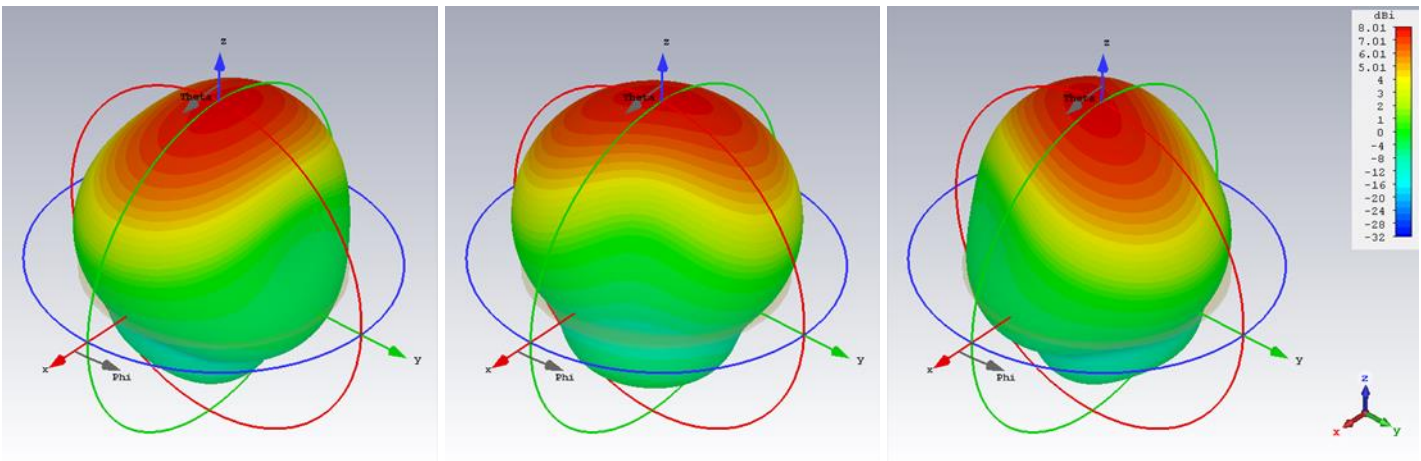 z
Theta
x
Phi
y
z
Theta
x
Phi
y
z
Theta
x
Phi
y
dBi
8.01
7.01
6.01
5.01
4
3
2
1
0
-4
-8
-12
-16
-20
-24
-28
-32
z
x
y